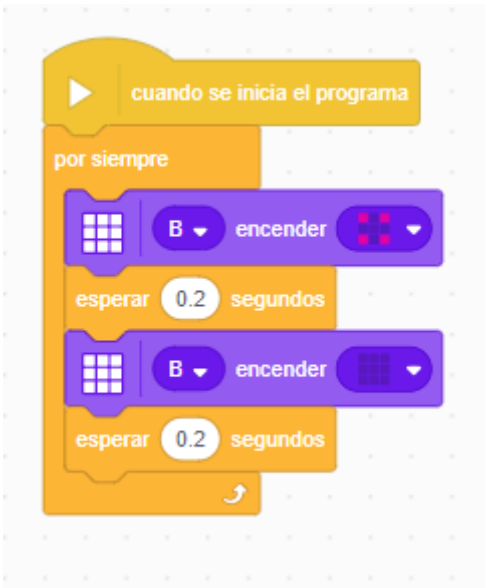 cuando se inicia el programa
por siempre
B encender
esperar 0.2 segundos
B encender
esperar 0.2 segundos